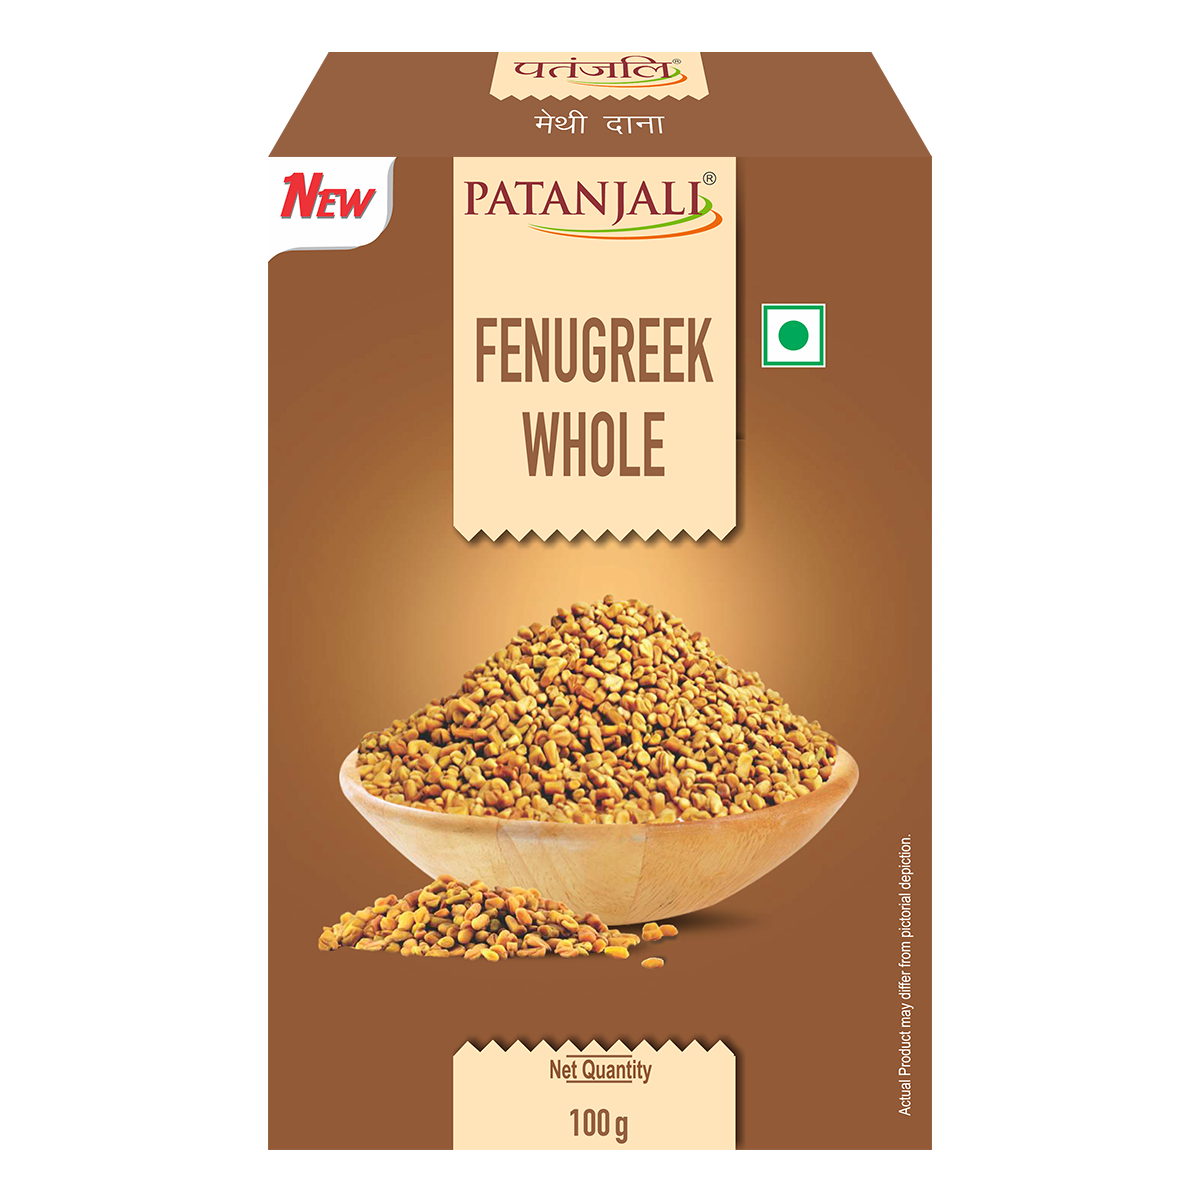 पतंजलि®
मेथी दाना
NEW
PATANJALI®
FENUGREEK
WHOLE
Net Quantity
100 g
Actual Product may differ from pictorial depiction.